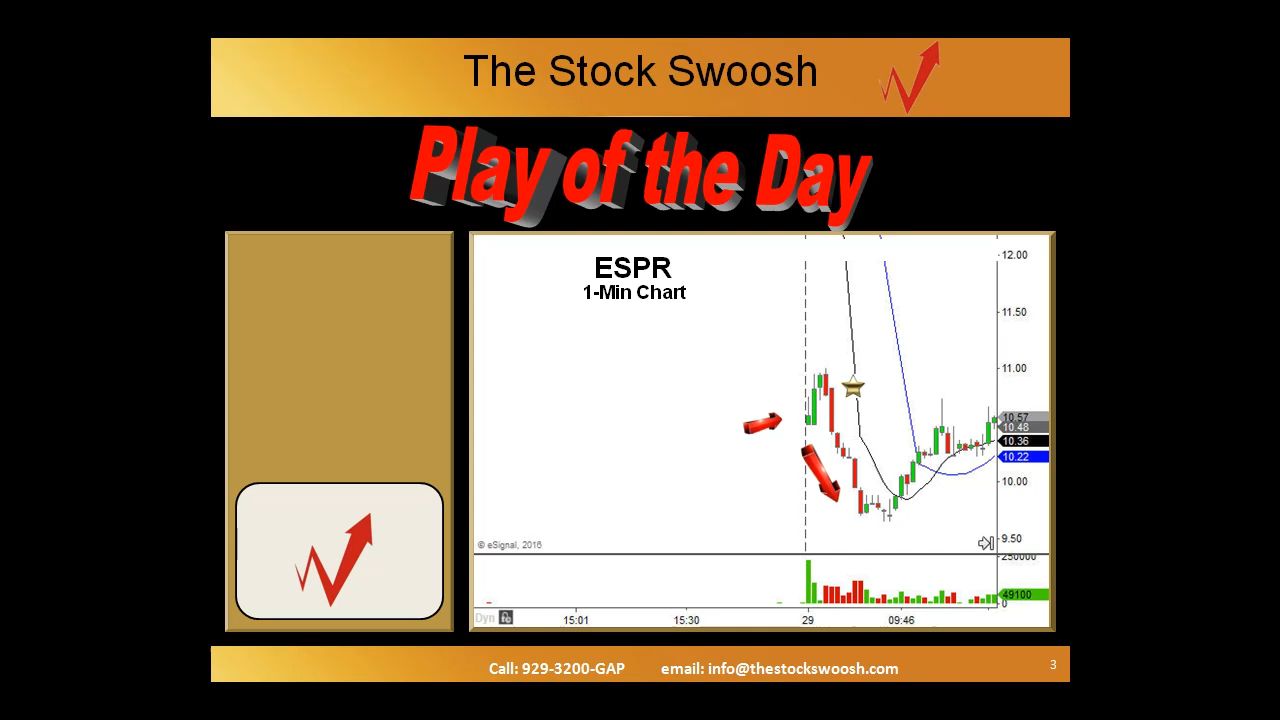 The Stock Swoosh
Play of the Day
ESPR
1-Min Chart
12.00
11.50
11.00
10.57
10.48
10.36
10.22
10.00
9.50
© eSignal, 2016
250000
49100
0
Dyn
15:01
15:30
29
09:46
Call: 929-3200-GAP email: info@thestockswoosh.com
3